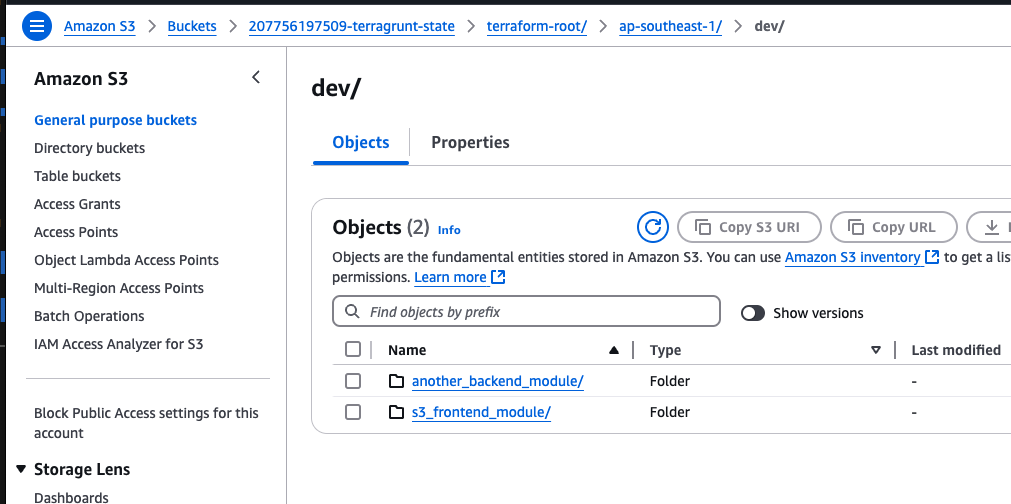 Amazon S3 > Buckets > 207756197509-terragrunt-state > terraform-root/ > ap-southeast-1/ > dev/
Amazon S3
General purpose buckets
Directory buckets
Table buckets
Access Grants
Access Points
Object Lambda Access Points
Multi-Region Access Points
Batch Operations
IAM Access Analyzer for S3
Block Public Access settings for this
account
Storage Lens
Dashboards
dev/
Objects Properties
Objects (2) Info Copy S3 URI Copy URL
Objects are the fundamental entities stored in Amazon S3. You can use Amazon S3 inventory to get a lis
permissions. Learn more
Find objects by prefix Show versions
Name Type Last modified
another_backend_module/ Folder -
s3_frontend_module/ Folder -